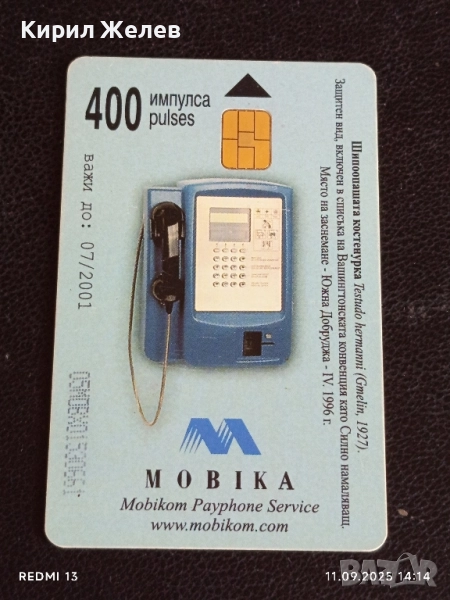 Кирил Желев
400 импулса
pulses
важи до: 07/2001
Шипоопашата костенурка Testudo hermanni (Gmelin, 1927).
Защитен вид, включен в списъка на Вашингтонската конвенция като Силно намаляващ.
Място на заснемане - Южна Добруджа - IV. 1996 г.
MOBIKA
Mobikom Payphone Service
www.mobikom.com
REDMI 13
11.09.2025 14:14
BAZAR